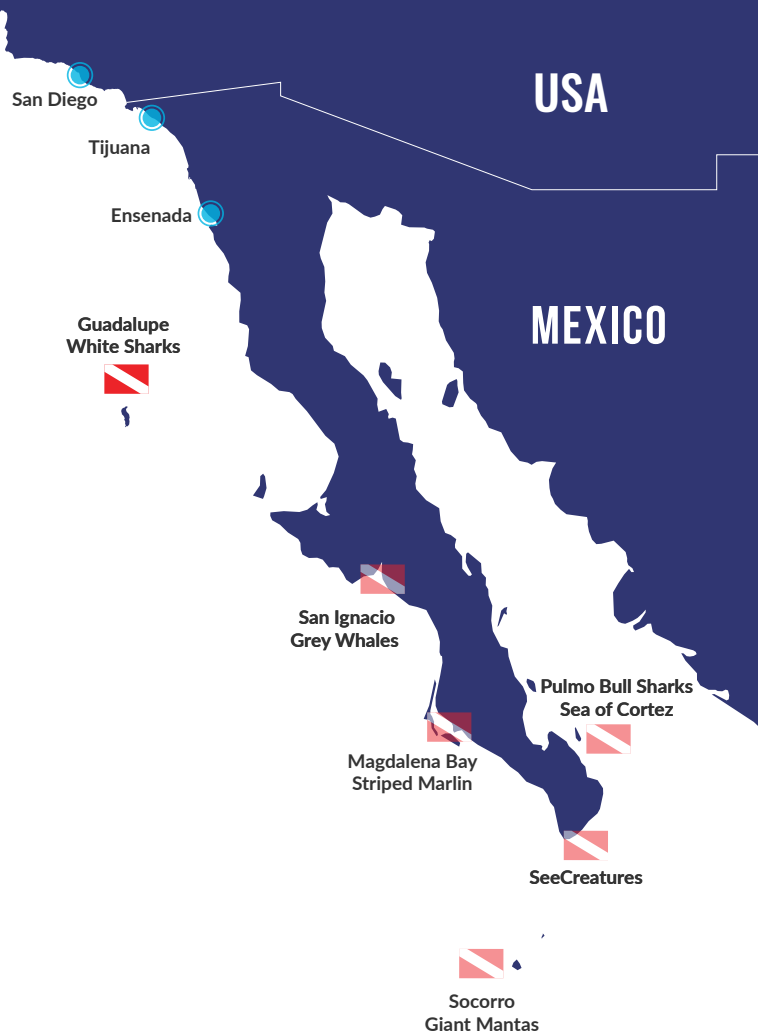 USA
San Diego
Tijuana
Ensenada
MEXICO
Guadalupe
White Sharks
San Ignacio
Grey Whales
Pulmo Bull Sharks
Sea of Cortez
Magdalena Bay
Striped Marlin
SeeCreatures
Socorro
Giant Mantas